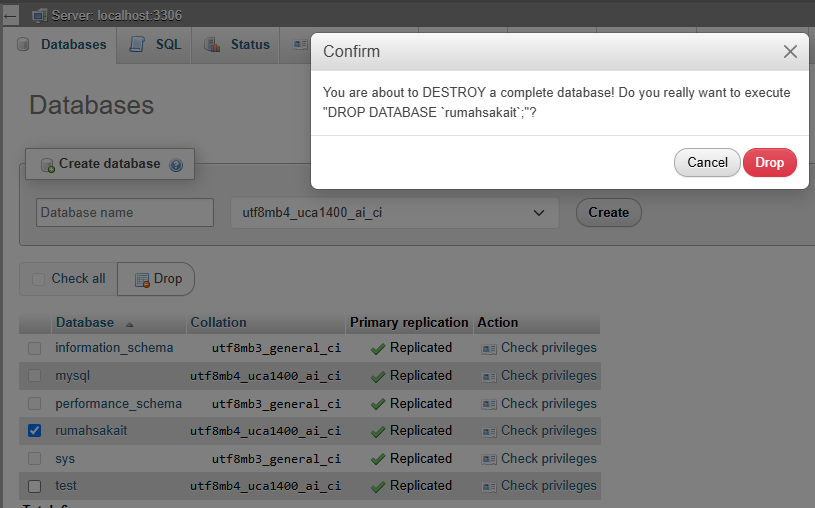 Server: localhost:3306
Databases SQL Status
Confirm
You are about to DESTROY a complete database! Do you really want to execute
"DROP DATABASE `rumahsakait`;"?
Cancel Drop
Databases
Create database
Database name utf8mb4_uca1400_ai_ci Create
Check all Drop
Database Collation Primary replication Action
information_schema utf8mb3_general_ci Replicated Check privileges
mysql utf8mb4_uca1400_ai_ci Replicated Check privileges
performance_schema utf8mb3_general_ci Replicated Check privileges
rumahsakait utf8mb4_uca1400_ai_ci Replicated Check privileges
sys utf8mb3_general_ci Replicated Check privileges
test utf8mb4_uca1400_ai_ci Replicated Check privileges